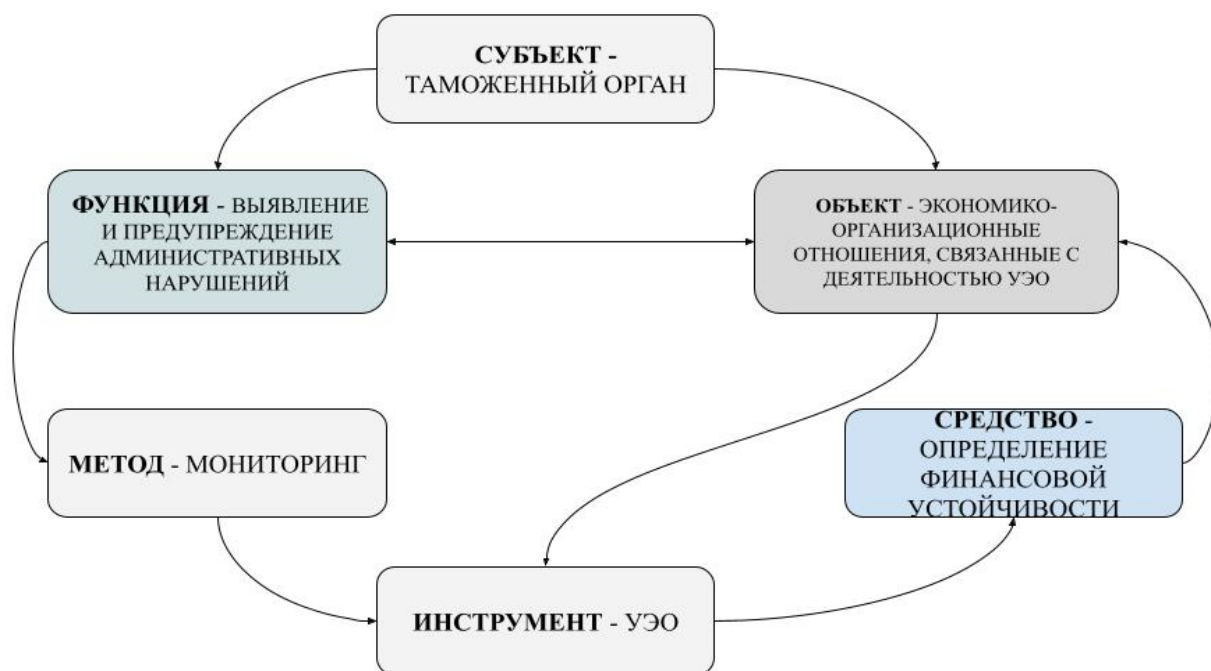 СУБЪЕКТ -
ТАМОЖЕННЫЙ ОРГАН
ФУНКЦИЯ - ВЫЯВЛЕНИЕ
И ПРЕДУПРЕЖДЕНИЕ
АДМИНИСТРАТИВНЫХ
НАРУШЕНИЙ
ОБЪЕКТ - ЭКОНОМИКО-
ОРГАНИЗАЦИОННЫЕ
ОТНОШЕНИЯ, СВЯЗАННЫЕ С
ДЕЯТЕЛЬНОСТЬЮ УЭО
МЕТОД - МОНИТОРИНГ
СРЕДСТВО -
ОПРЕДЕЛЕНИЕ
ФИНАНСОВОЙ
УСТОЙЧИВОСТИ
ИНСТРУМЕНТ - УЭО